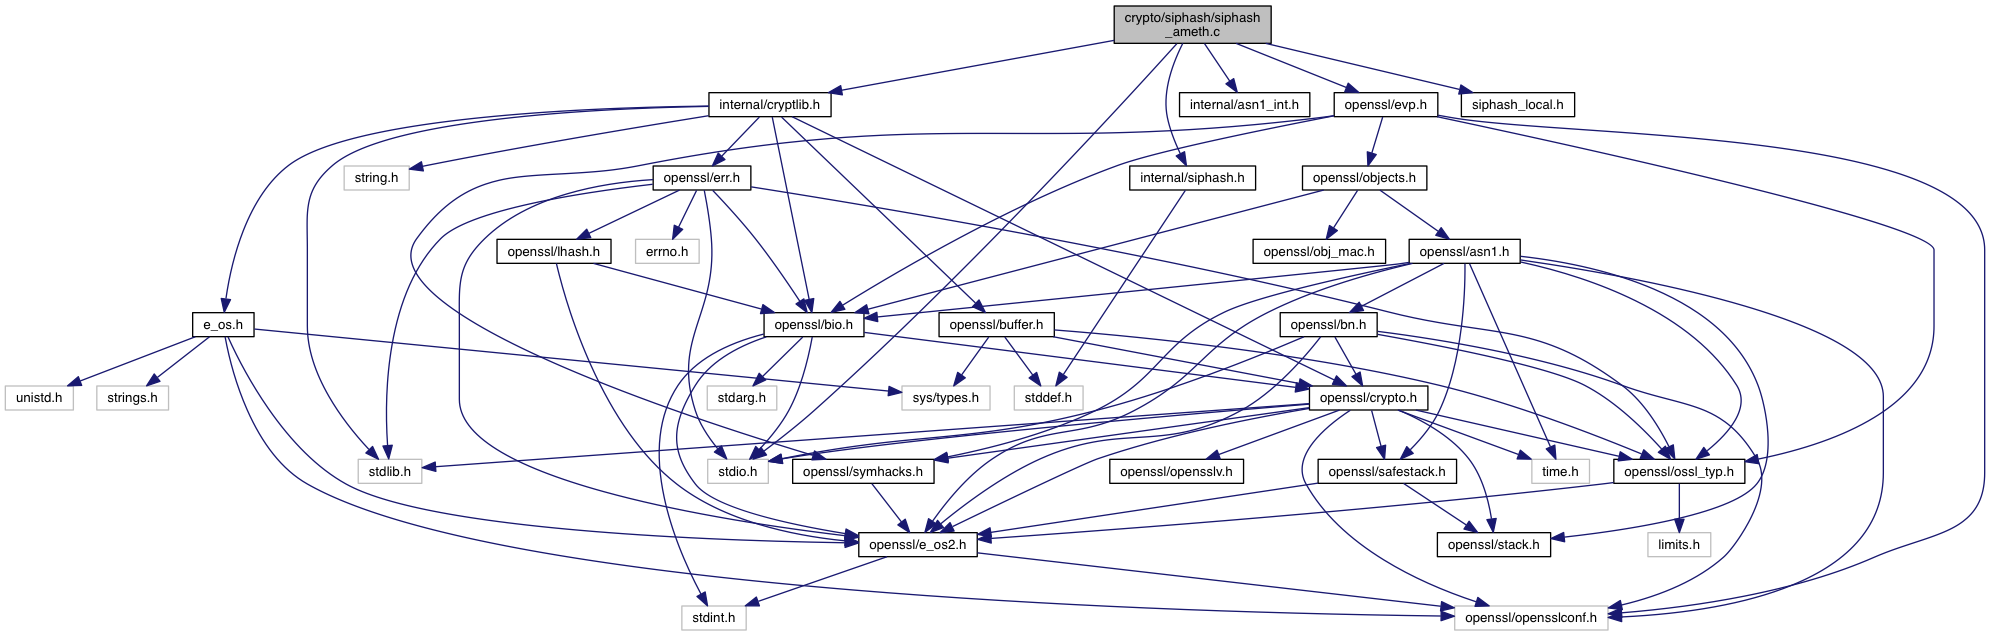 crypto/siphash/siphash
_ameth.c
internal/cryptlib.h
internal/asn1_int.h
openssl/evp.h
siphash_local.h
string.h
openssl/err.h
internal/siphash.h
openssl/objects.h
openssl/lhash.h
errno.h
openssl/obj_mac.h
openssl/asn1.h
e_os.h
openssl/bio.h
openssl/buffer.h
openssl/bn.h
unistd.h
strings.h
stdarg.h
sys/types.h
stddef.h
openssl/crypto.h
stdlib.h
stdio.h
openssl/symhacks.h
openssl/opensslv.h
openssl/safestack.h
time.h
openssl/ossl_typ.h
openssl/e_os2.h
openssl/stack.h
limits.h
stdint.h
openssl/opensslconf.h